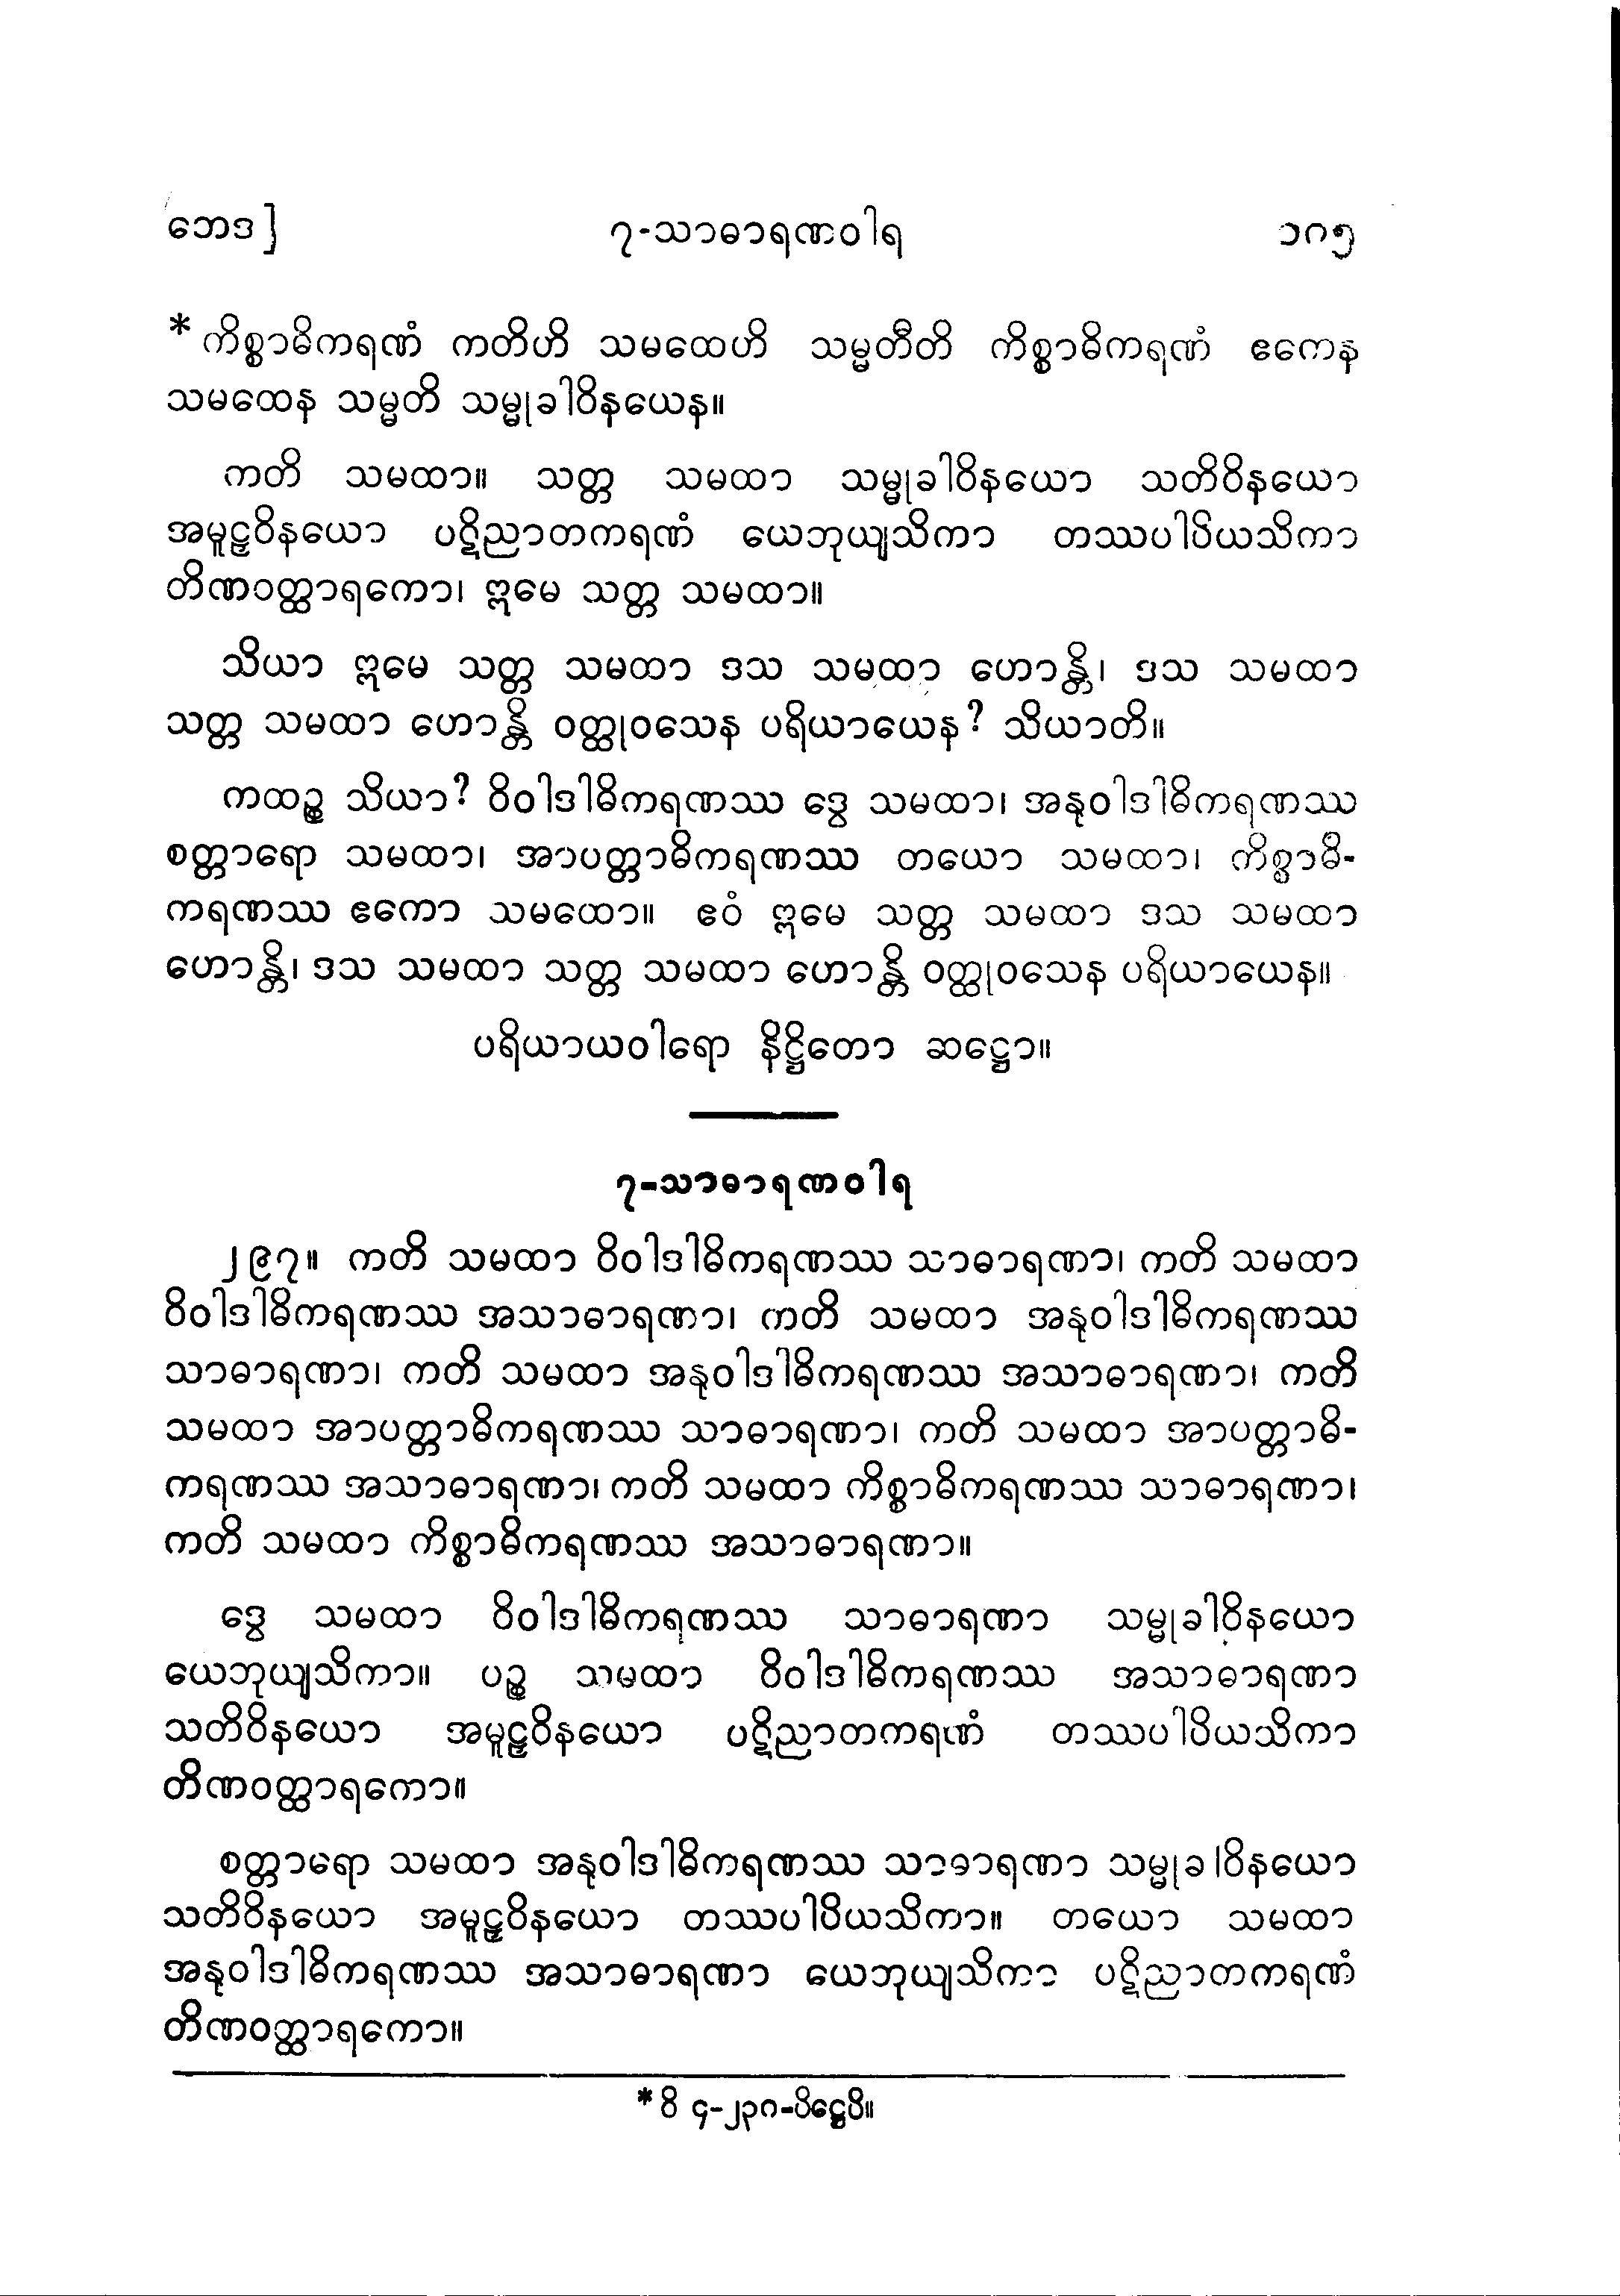 ဘေဒ] ၇-သာဓာရဏဝါရ ၁၈၅
* ကိစ္စာဓိကရဏံ ကတိဟိ သမထေဟိ သမ္မတီတိ ကိစ္စာဓိကရဏံ ဧကေန
သမထေန သမ္မတိ သမ္မုခါဝိနယေန။
ကတိ သမထာ။ သတ္တ သမထာ သမ္မုခါဝိနယော သတိဝိနယော
အမူဠှဝိနယော ပဋိညာတကရဏံ ယေဘုယျသိကာ တဿပါပိယသိကာ
တိဏဝတ္ထာရကော၊ ဣမေ သတ္တ သမထာ။
သိယာ ဣမေ သတ္တ သမထာ ဒသ သမထာ ဟောန္တိ၊ ဒသ သမထာ
သတ္တ သမထာ ဟောန္တိ ဝတ္ထုဝသေန ပရိယာယေန? သိယာတိ။
ကထဉ္စ သိယာ? ဝိဝါဒါဓိကရဏဿ ဒွေ သမထာ၊ အနုဝါဒါဓိကရဏဿ
စတ္တာရော သမထာ၊ အာပတ္တာဓိကရဏဿ တယော သမထာ၊ ကိစ္စာဓိ-
ကရဏဿ ဧကော သမထော။ ဧဝံ ဣမေ သတ္တ သမထာ ဒသ သမထာ
ဟောန္တိ၊ ဒသ သမထာ သတ္တ သမထာ ဟောန္တိ ဝတ္ထုဝသေန ပရိယာယေန။
ပရိယာယဝါရော နိဋ္ဌိတော ဆဋ္ဌော။
၇-သာဓာရဏဝါရ
၂၉၇။ ကတိ သမထာ ဝိဝါဒါဓိကရဏဿ သာဓာရဏာ၊ ကတိ သမထာ
ဝိဝါဒါဓိကရဏဿ အသာဓာရဏာ၊ ကတိ သမထာ အနုဝါဒါဓိကရဏဿ
သာဓာရဏာ၊ ကတိ သမထာ အနုဝါဒါဓိကရဏဿ အသာဓာရဏာ၊ ကတိ
သမထာ အာပတ္တာဓိကရဏဿ သာဓာရဏာ၊ ကတိ သမထာ အာပတ္တာဓိ-
ကရဏဿ အသာဓာရဏာ၊ ကတိ သမထာ ကိစ္စာဓိကရဏဿ သာဓာရဏာ၊
ကတိ သမထာ ကိစ္စာဓိကရဏဿ အသာဓာရဏာ။
ဒွေ သမထာ ဝိဝါဒါဓိကရဏဿ သာဓာရဏာ သမ္မုခါဝိနယော
ယေဘုယျသိကာ။ ပဉ္စ သမထာ ဝိဝါဒါဓိကရဏဿ အသာဓာရဏာ
သတိဝိနယော အမူဠှဝိနယော ပဋိညာတကရဏံ တဿပါပိယသိကာ
တိဏဝတ္ထာရကော။
စတ္တာရော သမထာ အနုဝါဒါဓိကရဏဿ သာဓာရဏာ သမ္မုခါဝိနယော
သတိဝိနယော အမူဠှဝိနယော တဿပါပိယသိကာ။ တယော သမထာ
အနုဝါဒါဓိကရဏဿ အသာဓာရဏာ ယေဘုယျသိကာ ပဋိညာတကရဏံ
တိဏဝတ္ထာရကော။
* ဝိ ၄-၂၃၈-ပိဋ္ဌေပိ။